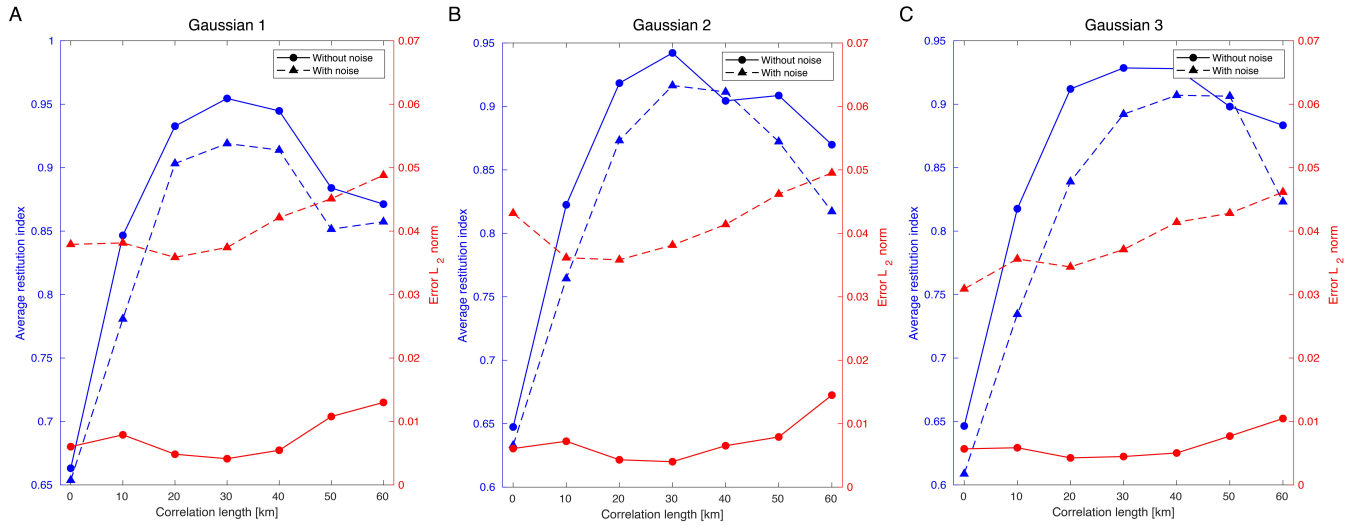 A
Gaussian 1
Without noise
With noise
1
0.95
0.9
0.85
0.8
0.75
0.7
0.65
Average restitution index
0.07
0.06
0.05
0.04
0.03
0.02
0.01
0
Error L 2 norm
0 10 20 30 40 50 60
Correlation length [km]
B
Gaussian 2
Without noise
With noise
0.95
0.9
0.85
0.8
0.75
0.7
0.65
0.6
Average restitution index
0.07
0.06
0.05
0.04
0.03
0.02
0.01
0
Error L 2 norm
0 10 20 30 40 50 60
Correlation length [km]
C
Gaussian 3
Without noise
With noise
0.95
0.9
0.85
0.8
0.75
0.7
0.65
0.6
Average restitution index
0.07
0.06
0.05
0.04
0.03
0.02
0.01
0
Error L 2 norm
0 10 20 30 40 50 60
Correlation length [km]